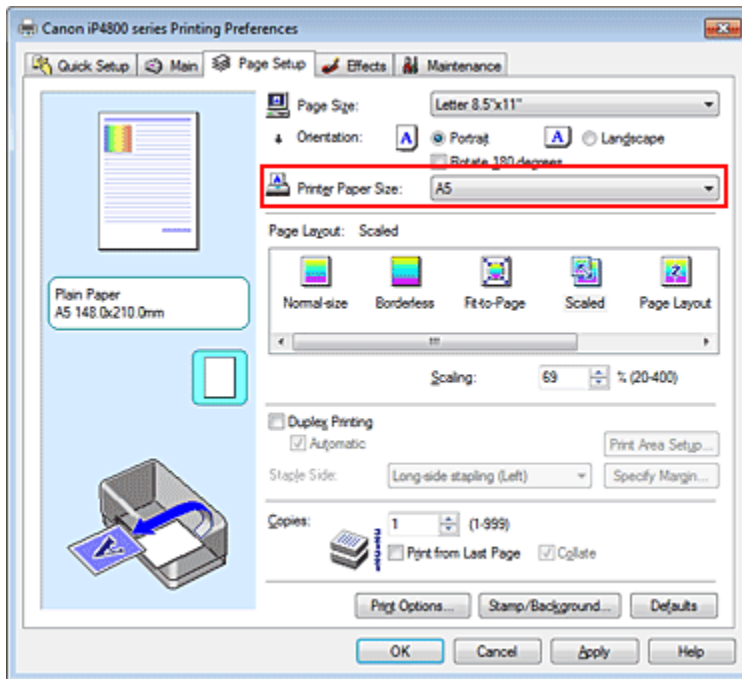 Canon iP4800 series Printing Preferences
Quick Setup Main Page Setup Effects Maintenance
Page Size: Letter 8.5"x11"
Orientation: A Portrait A Landscape
Rotate 180 degrees
Printer Paper Size: A5
Page Layout: Scaled
Normal-size Borderless Fit-to-Page Scaled Page Layout
Plain Paper
A5 148.0x210.0mm
Scaling: 69 % (20-400)
Duplex Printing
Automatic Print Area Setup...
Staple Side: Long-side stapling (Left) Specify Margin...
Copies: 1 (1-999)
Print from Last Page Collate
Print Options... Stamp/Background... Defaults
OK Cancel Apply Help